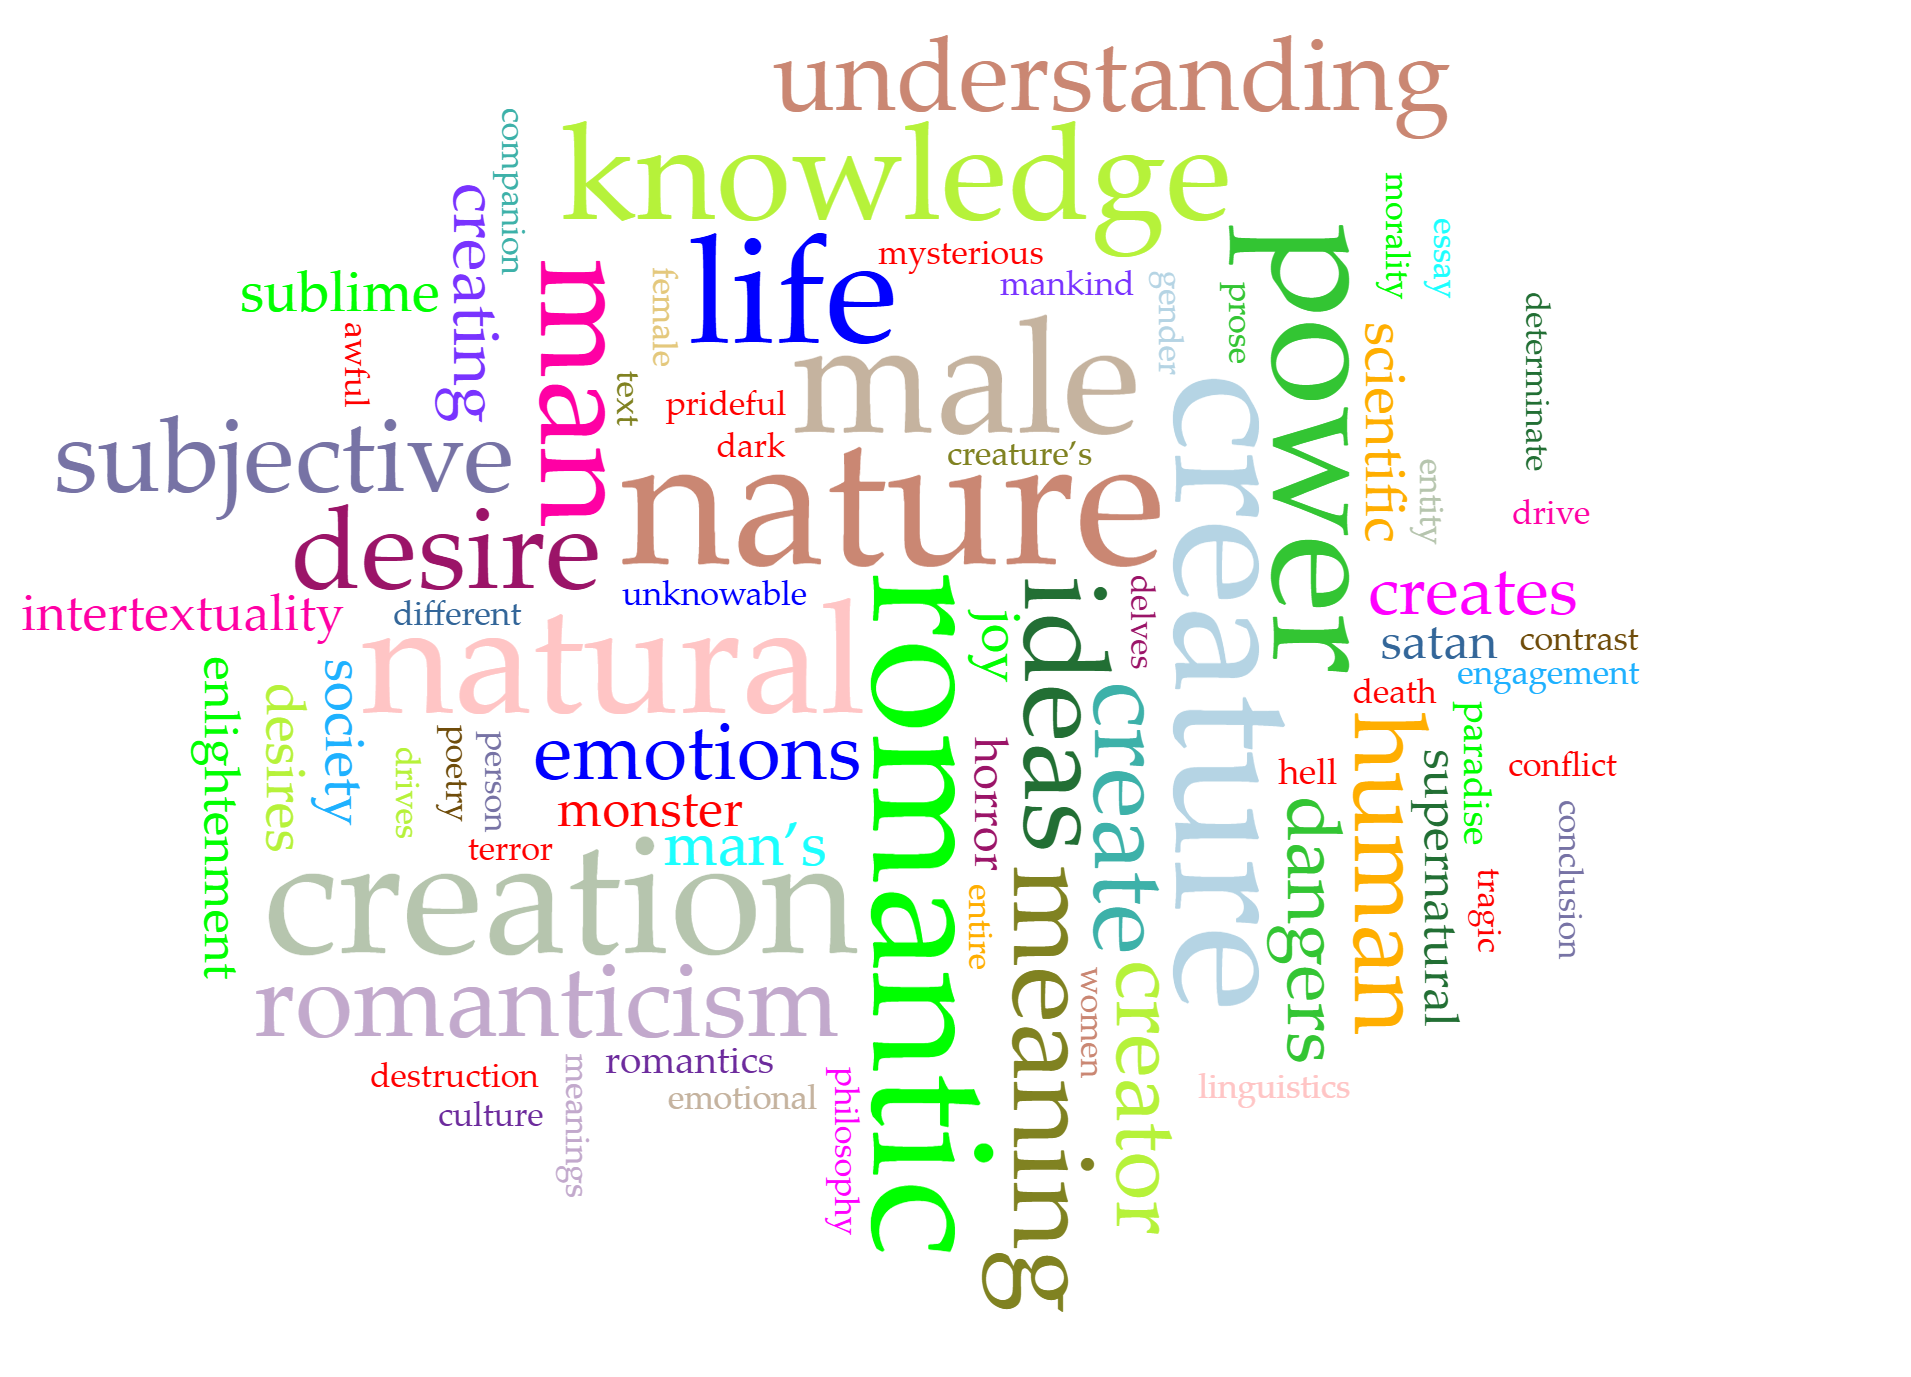 understanding
knowledge
companion
creating
morality
essay
power
life
mysterious
mankind
man
female
sublime
gender
prose
determinate
awful
male
scientific
text
prideful
creature
subjective
dark
creature’s
nature
entity
drive
desire
intertextuality
different
unknowable
natural
romantic
ideas
joy
delves
creates
satan
contrast
engagement
enlightenment
desires
society
death
create
paradise
human
emotions
poetry
person
drives
horror
supernatural
hell
conflict
monster
man’s
terror
dangers
conclusion
creation
entire
meaning
tragic
romanticism
women
creator
destruction
meanings
romantics
culture
emotional
philosophy
linguistics